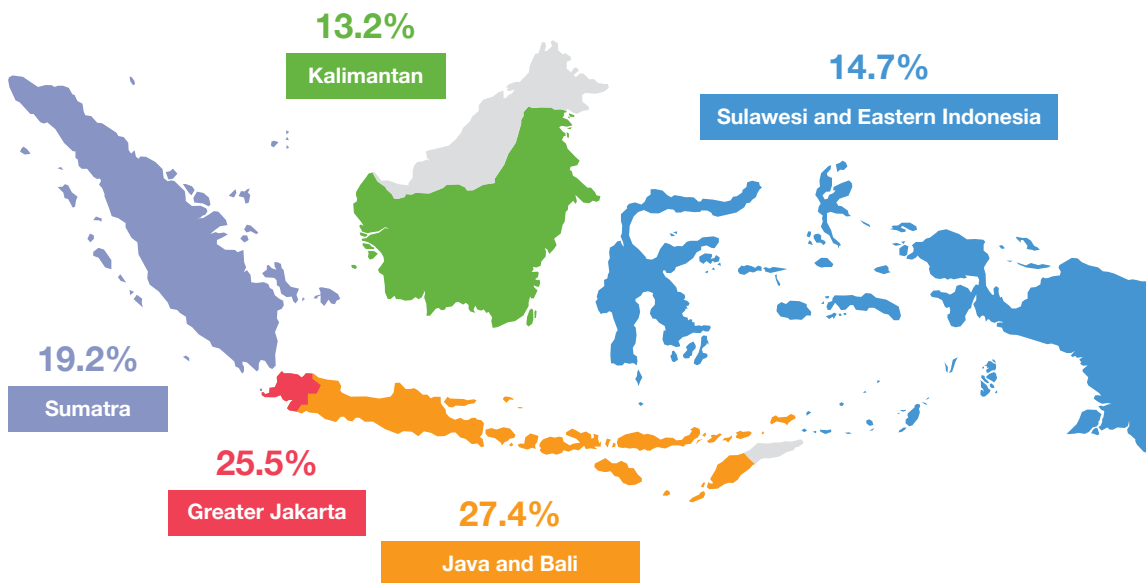 13.2%
Kalimantan
14.7%
Sulawesi and Eastern Indonesia
19.2%
Sumatra
25.5%
Greater Jakarta
27.4%
Java and Bali